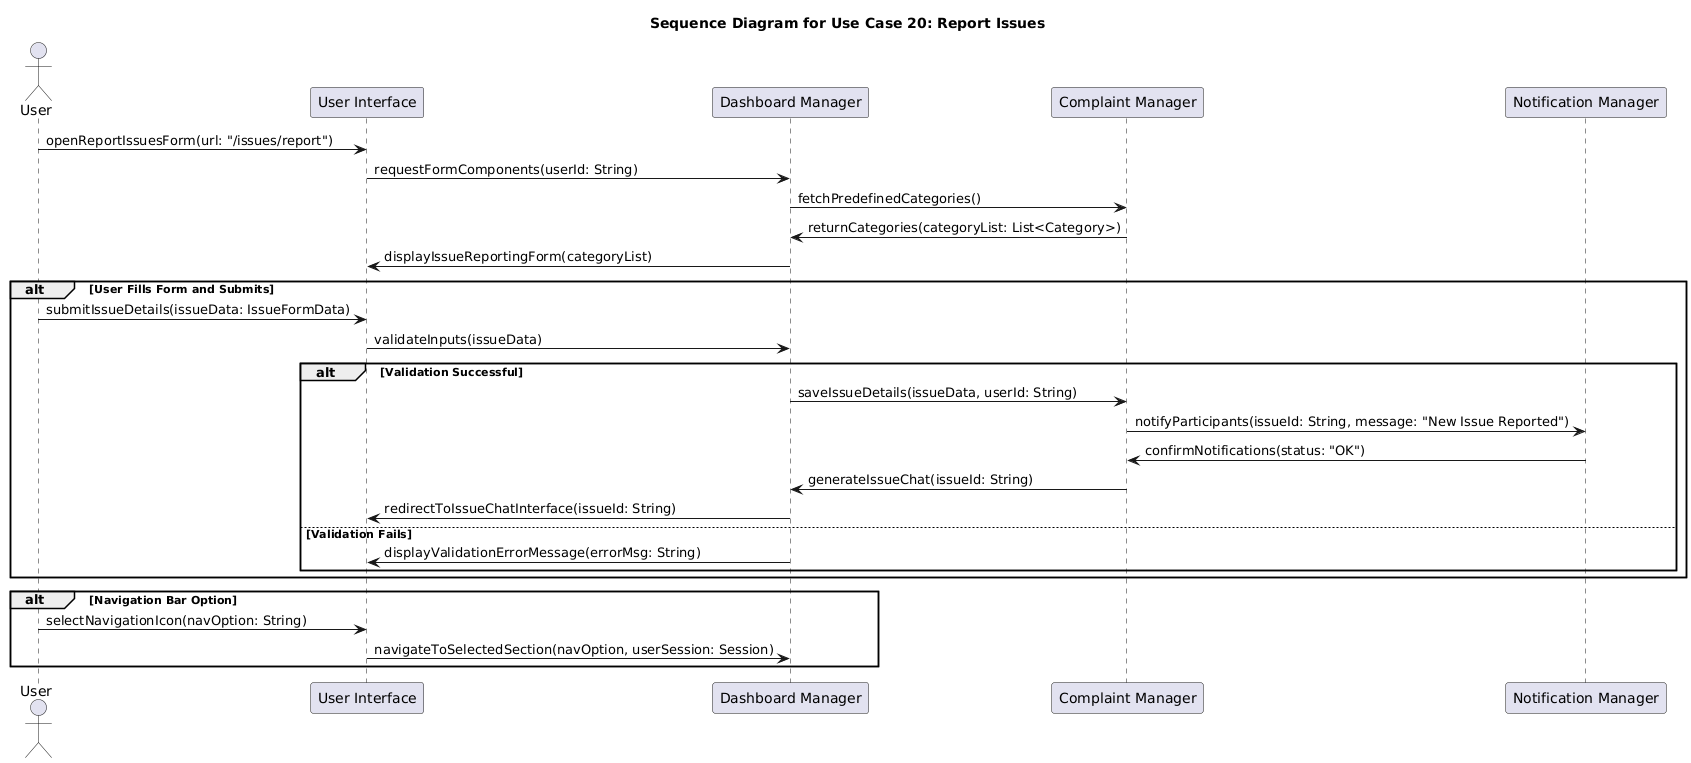 Sequence Diagram for Use Case 20: Report Issues
User
User Interface
Dashboard Manager
Complaint Manager
Notification Manager
openReportIssuesForm(url: "/issues/report")
requestFormComponents(userId: String)
fetchPredefinedCategories()
returnCategories(categoryList: List<Category>)
displayIssueReportingForm(categoryList)
alt
[User Fills Form and Submits]
submitIssueDetails(issueData: IssueFormData)
validateInputs(issueData)
alt
[Validation Successful]
saveIssueDetails(issueData, userId: String)
notifyParticipants(issueId: String, message: "New Issue Reported")
confirmNotifications(status: "OK")
generateIssueChat(issueId: String)
redirectToIssueChatInterface(issueId: String)
[Validation Fails]
displayValidationErrorMessage(errorMsg: String)
alt
[Navigation Bar Option]
selectNavigationIcon(navOption: String)
navigateToSelectedSection(navOption, userSession: Session)
User
User Interface
Dashboard Manager
Complaint Manager
Notification Manager